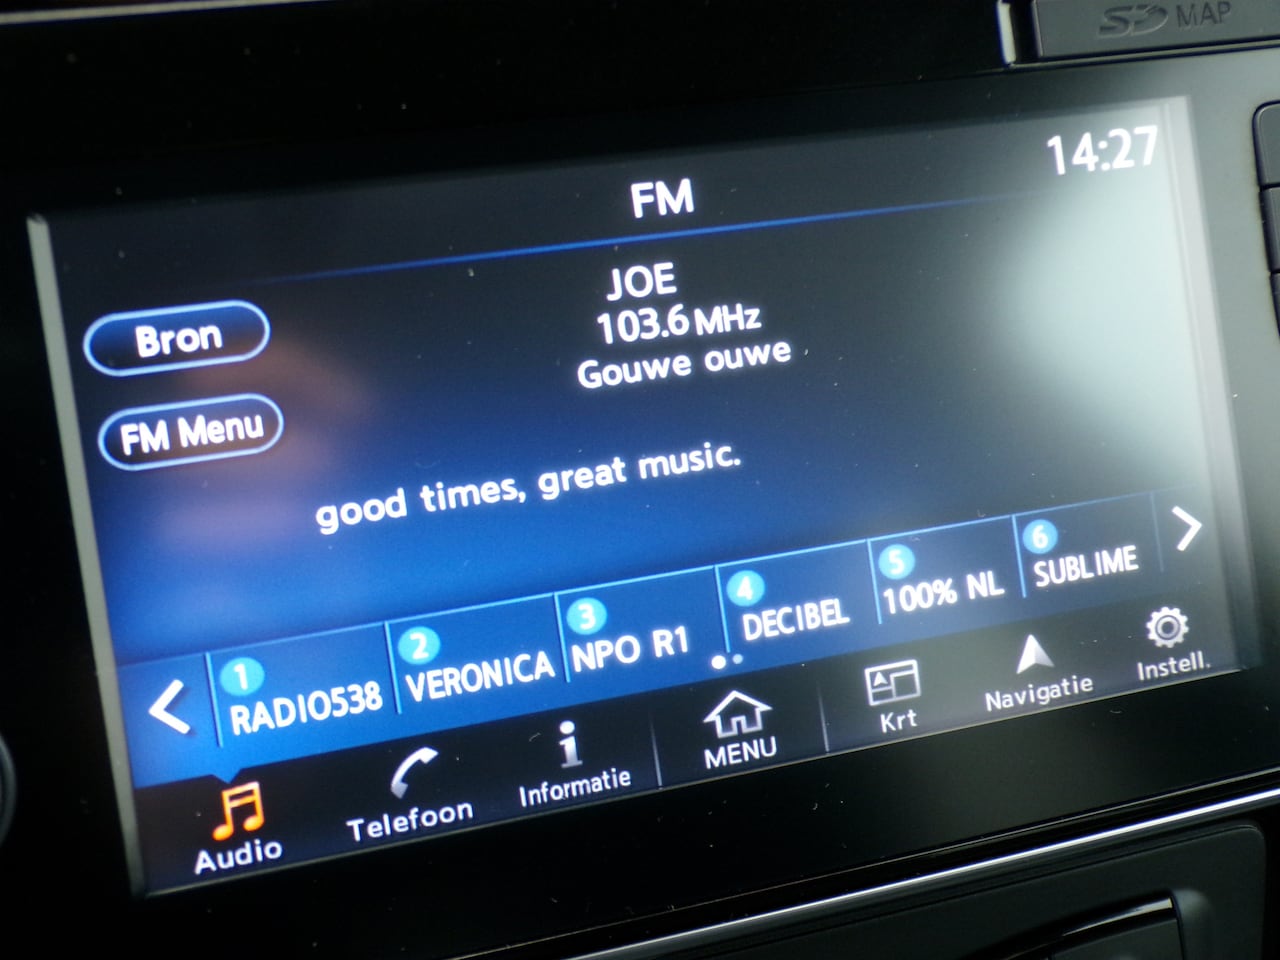 SD MAP
14:27
FM
JOE
103.6 MHz
Gouwe ouwe
Bron
FM Menu
good times, great music.
1 RADIO538
2 VERONICA
3 NPO R1
4 DECIBEL
5 100% NL
6 SUBLIME
Audio
Telefoon
Informatie
MENU
Krt
Navigatie
Instell.